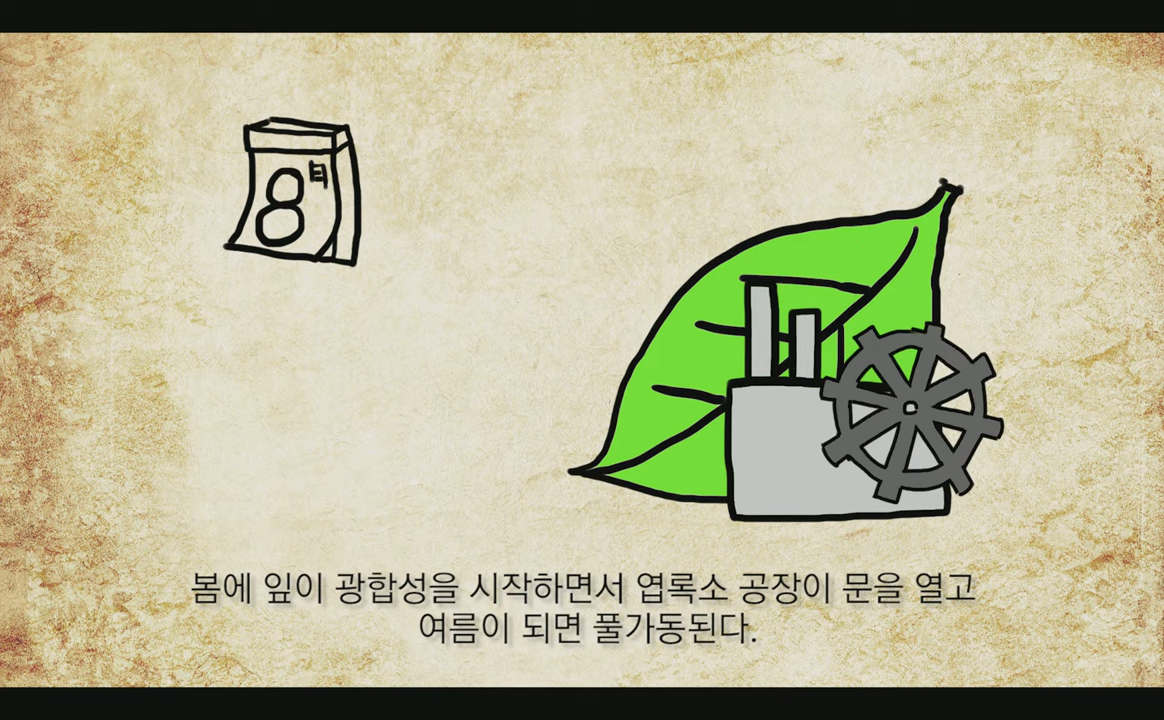 8月
봄에 잎이 광합성을 시작하면서 엽록소 공장이 문을 열고
여름이 되면 풀가동된다.